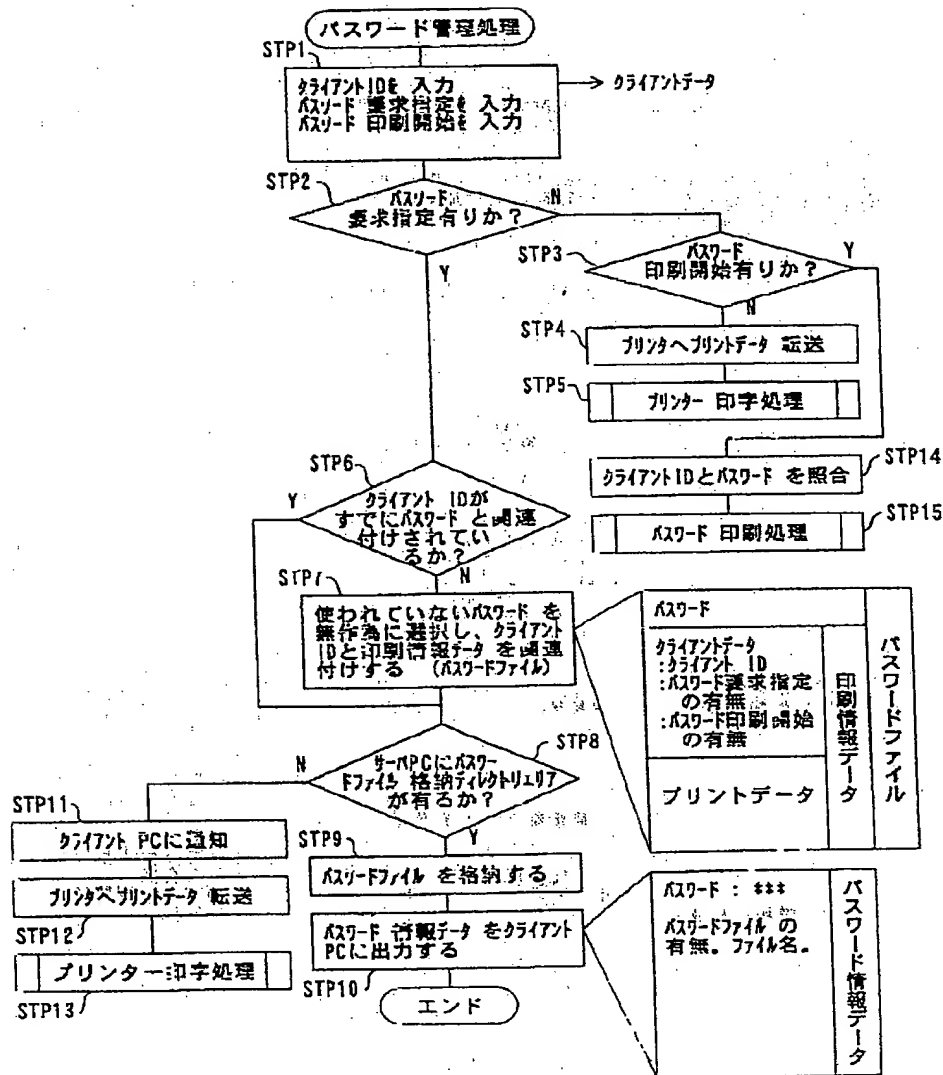 パスワード管理処理
STP1
クライアントIDを 入力
パスワード 要求指定を 入力
パスワード 印刷開始を 入力
クライアントデータ
STP2
パスワード
要求指定有りか？
N
Y
STP3
パスワード
印刷開始有りか？
Y
N
STP4
プリンタへプリントデータ 転送
STP5
プリンター 印字処理
STP14
クライアントIDとパスワード を照合
STP15
パスワード 印刷処理
STP6
Y
クライアント IDが
すでにパスワード と関連
付けされてい
るか？
N
STP7
使われていないパスワード を
無作為に選択し、クライアント
IDと印刷情報データ を関連
付けする （パスワードファイル）
パスワード
クライアントデータ
:クライアント ID
:パスワード要求指定
の有無
:パスワード印刷開始
の有無
プリントデータ
印刷情報データ
パスワードファイル
STP8
N
サーバPCにパスワー
ドファイル 格納ディレクトリエリア
が有るか？
Y
STP11
クライアント PCに通知
プリンタへプリントデータ 転送
STP12
プリンター印字処理
STP13
STP9
パスワードファイル を格納する
パスワード 情報データ をクライアント
PCに出力する
STP10
エンド
パスワード : ***
パスワードファイル の
有無。ファイル名。
パスワード情報データ